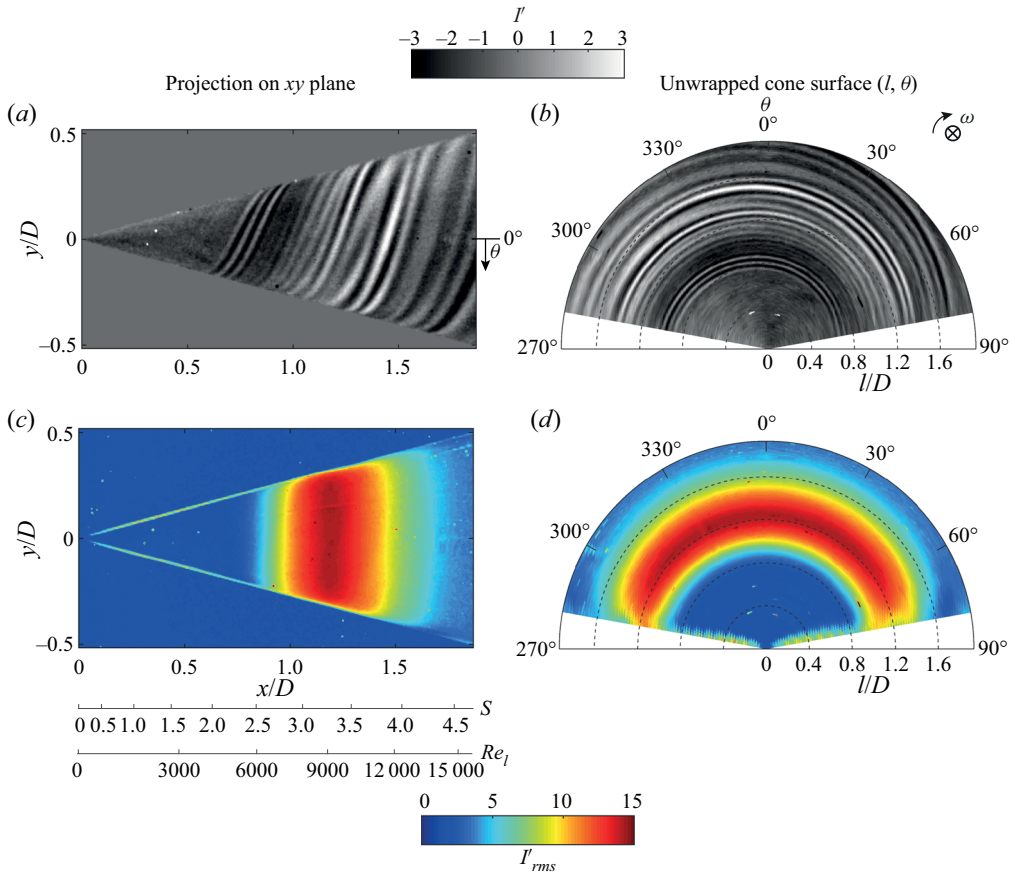 I′
−3 −2 −1 0 1 2 3
Projection on xy plane
Unwrapped cone surface (l, θ)
(a)
0.5
0
−0.5
y/D
0 0.5 1.0 1.5
0°
θ
(b)
θ
0°
ω
330° 30°
300° 60°
270° 90°
0 0.4 0.8 1.2 1.6
l/D
(c)
0.5
0
−0.5
y/D
0 0.5 1.0 1.5
x/D
(d)
0°
330° 30°
300° 60°
270° 90°
0 0.4 0.8 1.2 1.6
l/D
S
0 0.5 1.0 1.5 2.0 2.5 3.0 3.5 4.0 4.5
Re_l
0 3000 6000 9000 12 000 15 000
0 5 10 15
I′_rms